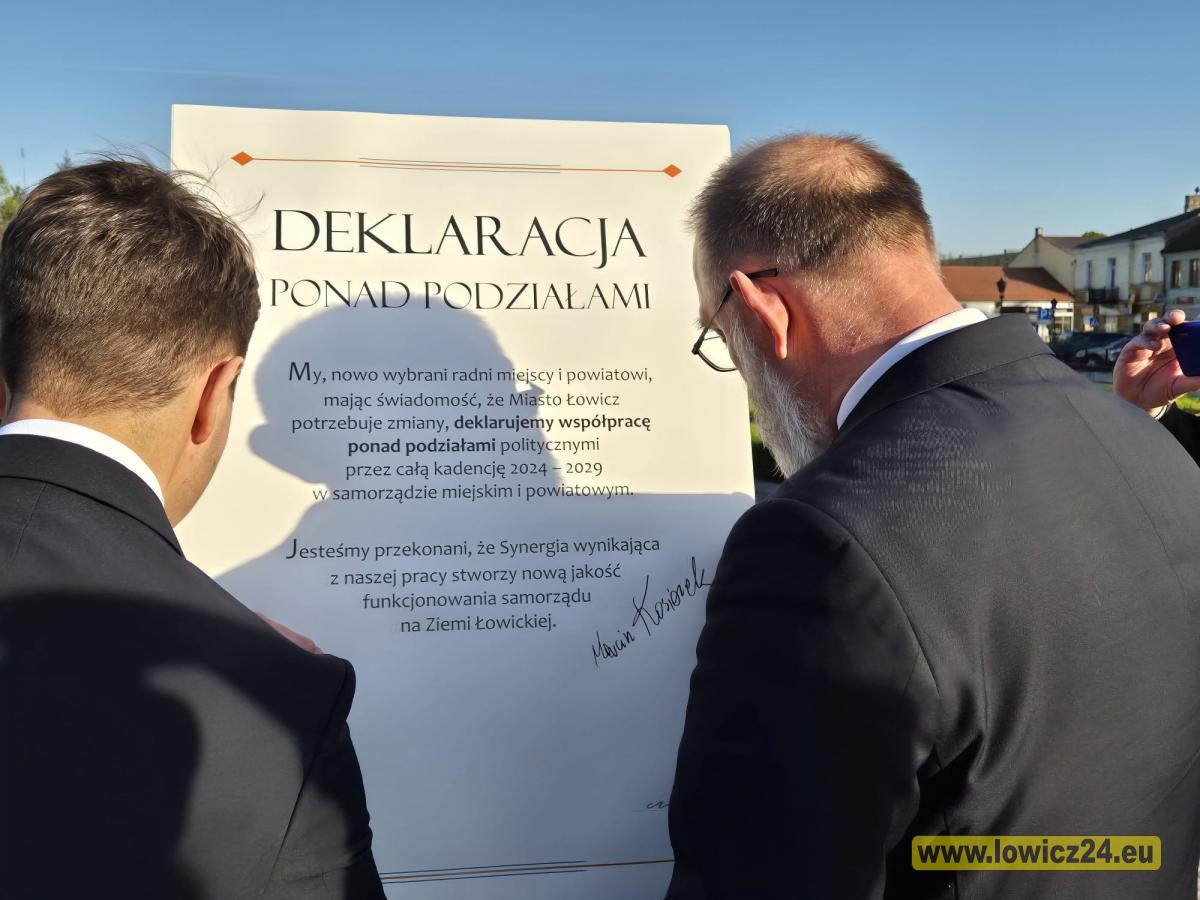 DEKLARACJA
PONAD PODZIAŁAMI
My, nowo wybrani radni miejscy i powiatowi,
mając świadomość, że Miasto Łowicz
potrzebuje zmiany, deklarujemy współpracę
ponad podziałami politycznymi
przez całą kadencję 2024 – 2029
w samorządzie miejskim i powiatowym.
Jesteśmy przekonani, że Synergia wynikająca
z naszej pracy stworzy nową jakość
funkcjonowania samorządu
na Ziemi Łowickiej.
Marcin Kosiorek
www.lowicz24.eu